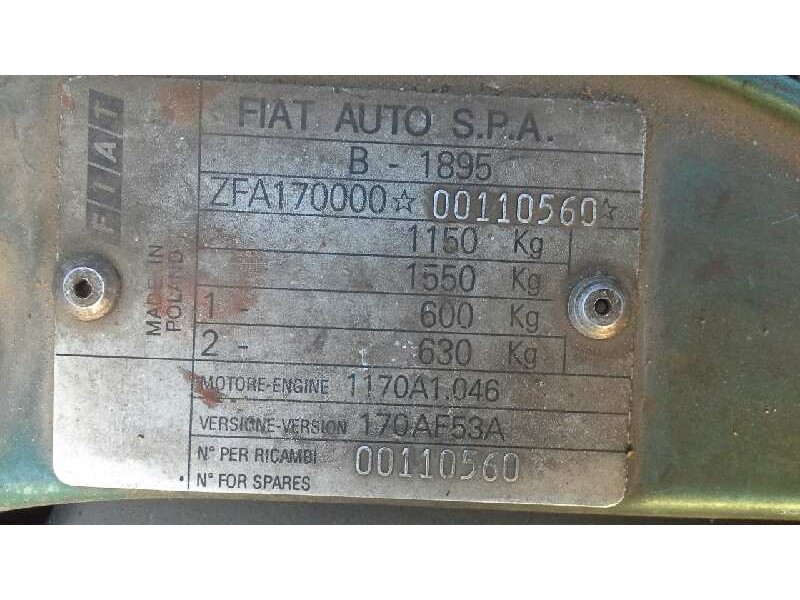 FIAT
FIAT AUTO S.P.A.
B - 1895
ZFA170000☆ 00110560☆
1150 Kg
1550 Kg
1 - 600 Kg
2 - 630 Kg
MADE IN
POLAND
MOTORE-ENGINE 1170A1.046
VERSIONE-VERSION 170AF53A
N° PER RICAMBI 00110560
N° FOR SPARES